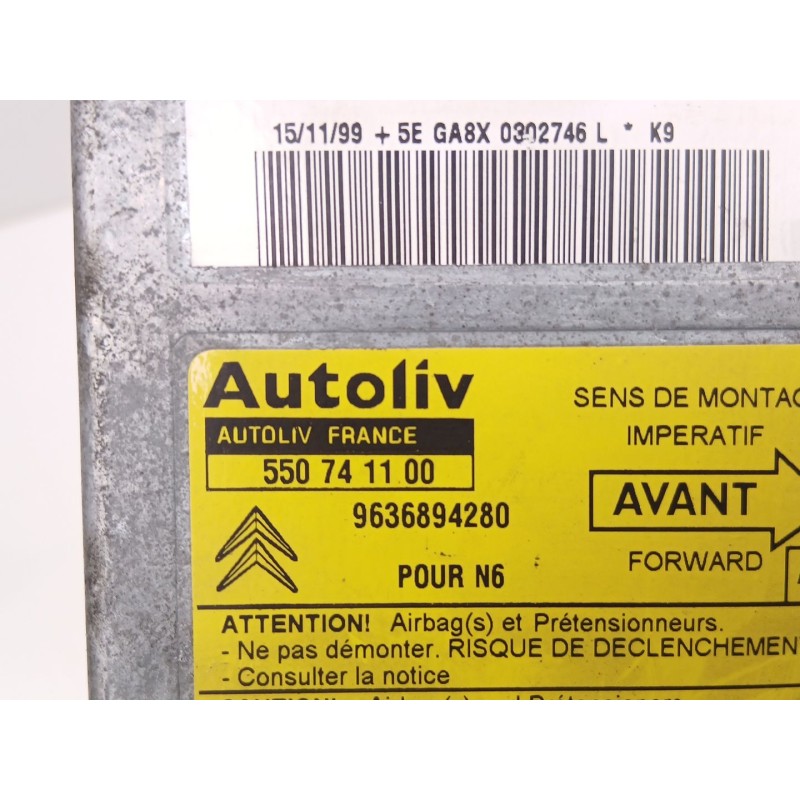 15/11/99 + 5E GA8X 0302746 L * K9
Autoliv
AUTOLIV FRANCE
550 74 11 00
9636894280
POUR N6
SENS DE MONTAG
IMPERATIF
AVANT
FORWARD
ATTENTION! Airbag(s) et Prétensionneurs.
- Ne pas démonter. RISQUE DE DECLENCHEMEN
- Consulter la notice